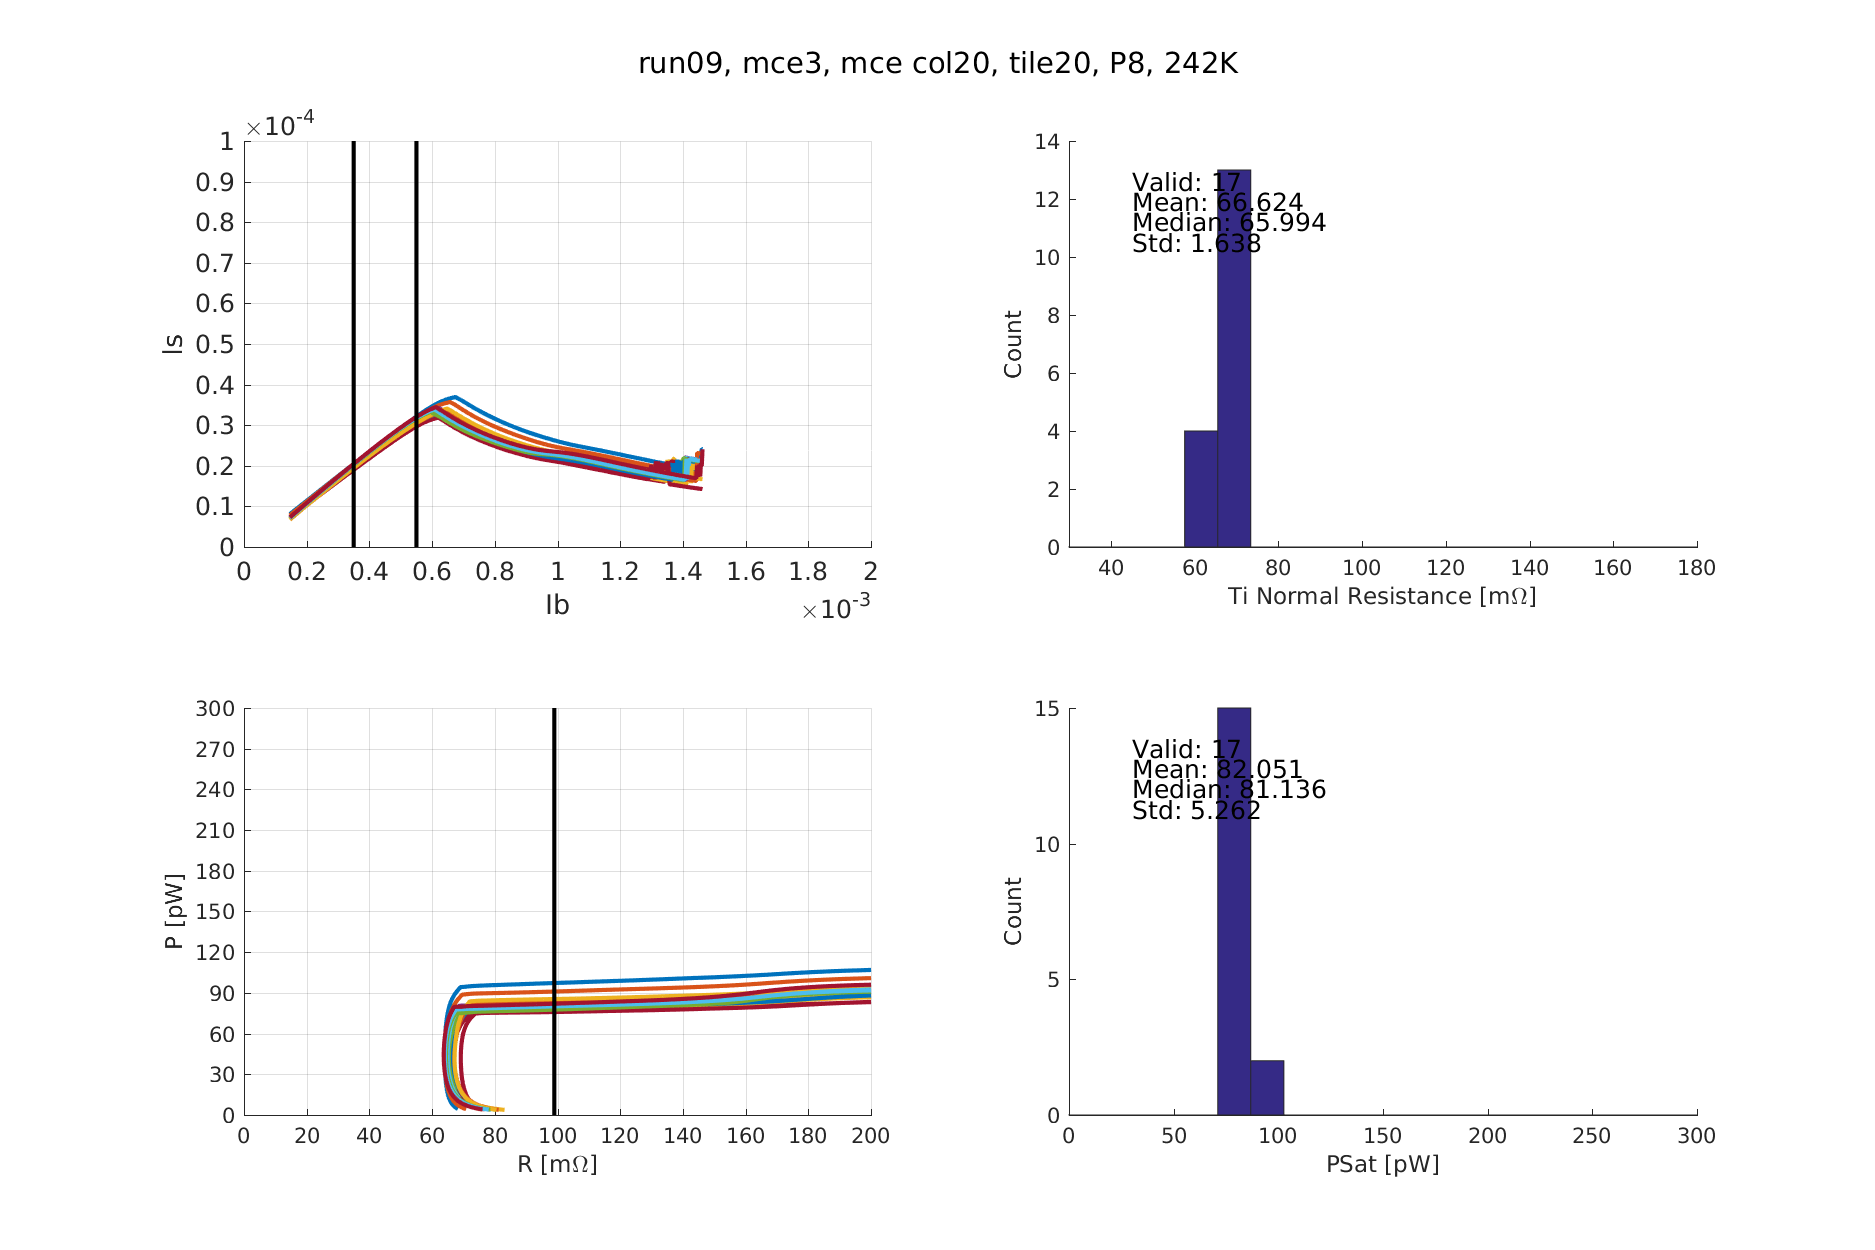 run09, mce3, mce col20, tile20, P8, 242K
×10-4
1
0.9
0.8
0.7
0.6
0.5
0.4
0.3
0.2
0.1
0
Is
0 0.2 0.4 0.6 0.8 1 1.2 1.4 1.6 1.8 2
Ib
×10-3
14
12
10
8
6
4
2
0
Count
Valid: 17
Mean: 66.624
Median: 65.994
Std: 1.638
40 60 80 100 120 140 160 180
Ti Normal Resistance [mΩ]
300
270
240
210
180
150
120
90
60
30
0
P [pW]
0 20 40 60 80 100 120 140 160 180 200
R [mΩ]
15
10
5
0
Count
Valid: 17
Mean: 82.051
Median: 81.136
Std: 5.262
0 50 100 150 200 250 300
PSat [pW]